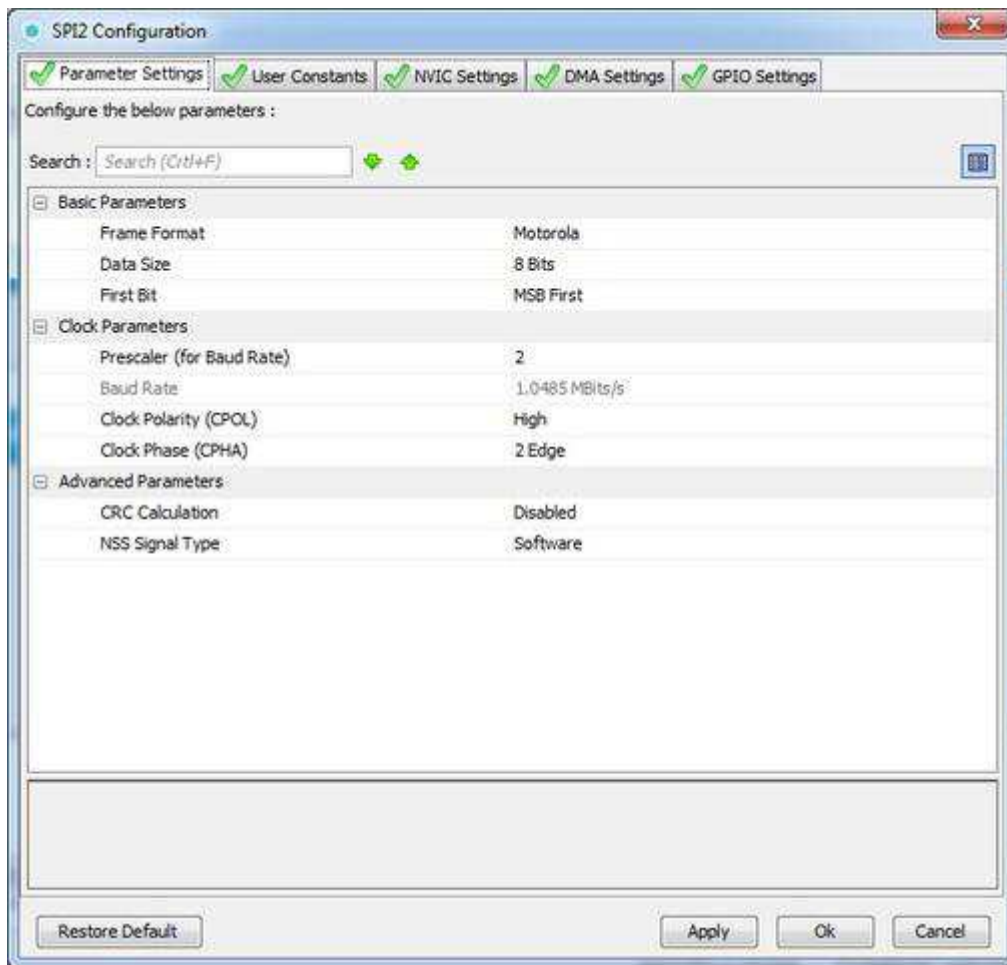 SPI2 Configuration
Parameter Settings User Constants NVIC Settings DMA Settings GPIO Settings
Configure the below parameters :
Search : Search (Crtl+F)
Basic Parameters
Frame Format Motorola
Data Size 8 Bits
First Bit MSB First
Clock Parameters
Prescaler (for Baud Rate) 2
Baud Rate 1.0485 MBits/s
Clock Polarity (CPOL) High
Clock Phase (CPHA) 2 Edge
Advanced Parameters
CRC Calculation Disabled
NSS Signal Type Software
Restore Default Apply Ok Cancel